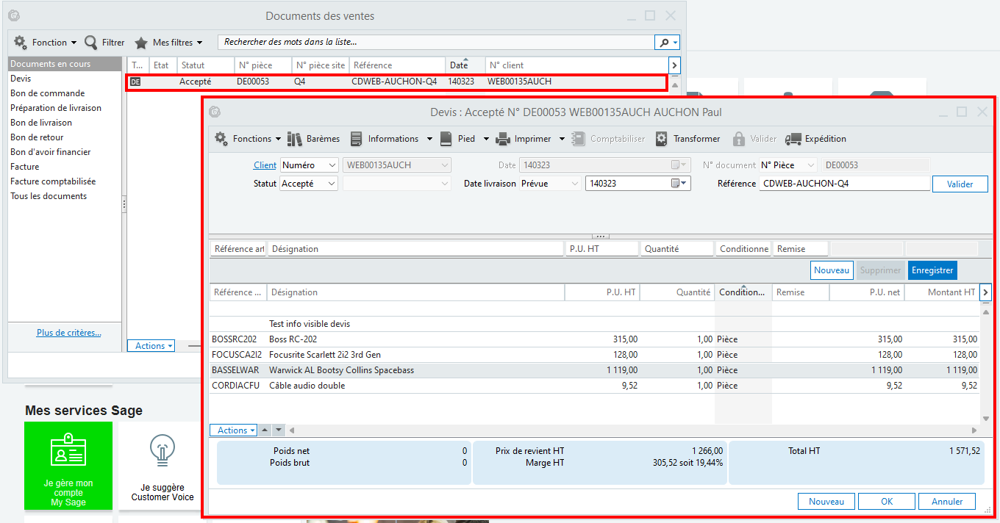 Documents des ventes
Fonction Filtrer Mes filtres Rechercher des mots dans la liste...
Documents en cours
Devis
Bon de commande
Préparation de livraison
Bon de livraison
Bon de retour
Bon d'avoir financier
Facture
Facture comptabilisée
Tous les documents
Plus de critères...
T... Etat Statut N° pièce N° pièce site Référence Date N° client
DE Accepté DE00053 Q4 CDWEB-AUCHON-Q4 140323 WEB00135AUCH
Actions
Devis : Accepté N° DE00053 WEB00135AUCH AUCHON Paul
Fonctions Barèmes Informations Pied Imprimer Comptabiliser Transformer Valider Expédition
Client Numéro WEB00135AUCH Date 140323 N° document N° Pièce DE00053
Statut Accepté Date livraison Prévue 140323 Référence CDWEB-AUCHON-Q4 Valider
Référence art Désignation P.U. HT Quantité Conditionne Remise
Nouveau Supprimer Enregistrer
Référence ... Désignation P.U. HT Quantité Condition... Remise P.U. net Montant HT
Test info visible devis
BOSSRC202 Boss RC-202 315,00 1,00 Pièce 315,00 315,00
FOCUSCA2I2 Focusrite Scarlett 2i2 3rd Gen 128,00 1,00 Pièce 128,00 128,00
BASSELWAR Warwick AL Bootsy Collins Spacebass 1 119,00 1,00 Pièce 1 119,00 1 119,00
CORDIACFU Câble audio double 9,52 1,00 Pièce 9,52 9,52
Actions
Poids net 0 Prix de revient HT 1 266,00 Total HT 1 571,52
Poids brut 0 Marge HT 305,52 soit 19,44%
Nouveau OK Annuler
Mes services Sage
Je gère mon
compte
My Sage
Je suggère
Customer Voice